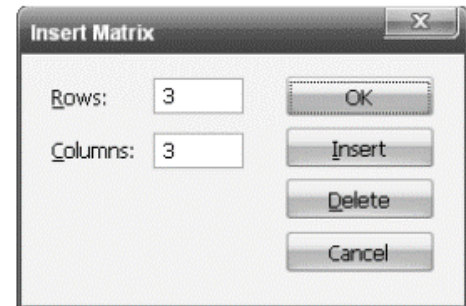 Insert Matrix
X
Rows: 3 OK
Columns: 3 Insert
Delete
Cancel